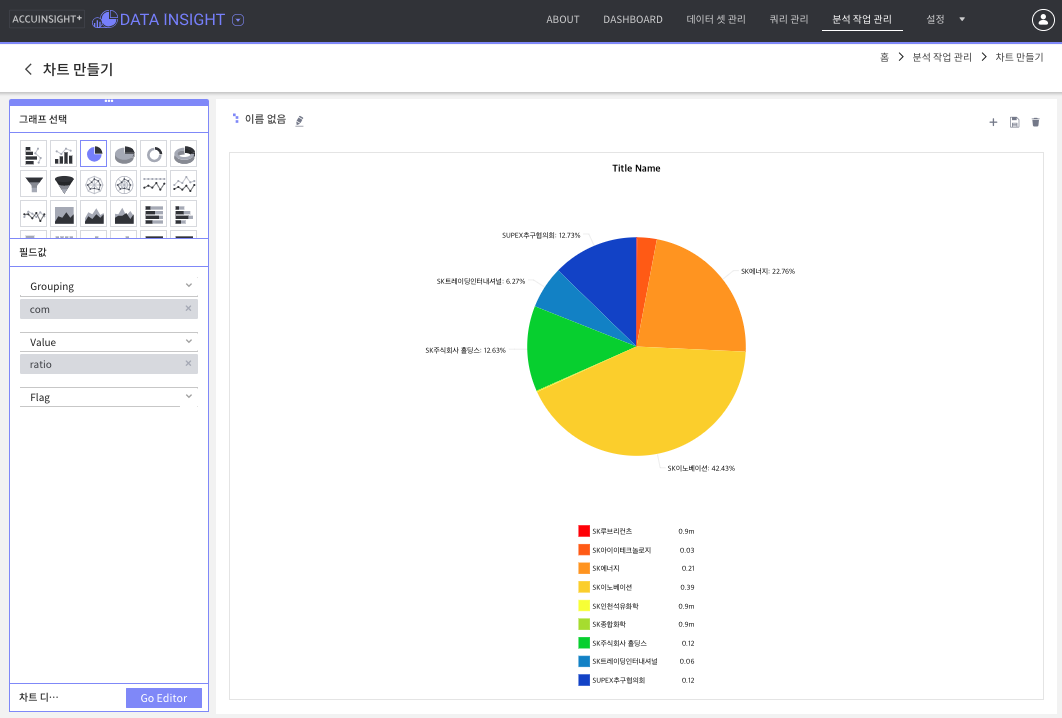 ACCUINSIGHT+
DATA INSIGHT
ABOUT
DASHBOARD
데이터 셋 관리
쿼리 관리
분석 작업 관리
설정
차트 만들기
홈 > 분석 작업 관리 > 차트 만들기
그래프 선택
필드값
Grouping
com
Value
ratio
Flag
차트 디…
Go Editor
이름 없음
Title Name
SUPEX추구협의회: 12.73%
SK에너지: 22.76%
SK트레이딩인터내셔널: 6.27%
SK주식회사 홀딩스: 12.63%
SK이노베이션: 42.43%
SK루브리컨츠 0.9m
SK아이이테크놀로지 0.03
SK에너지 0.21
SK이노베이션 0.39
SK인천석유화학 0.9m
SK종합화학 0.9m
SK주식회사 홀딩스 0.12
SK트레이딩인터내셔널 0.06
SUPEX추구협의회 0.12